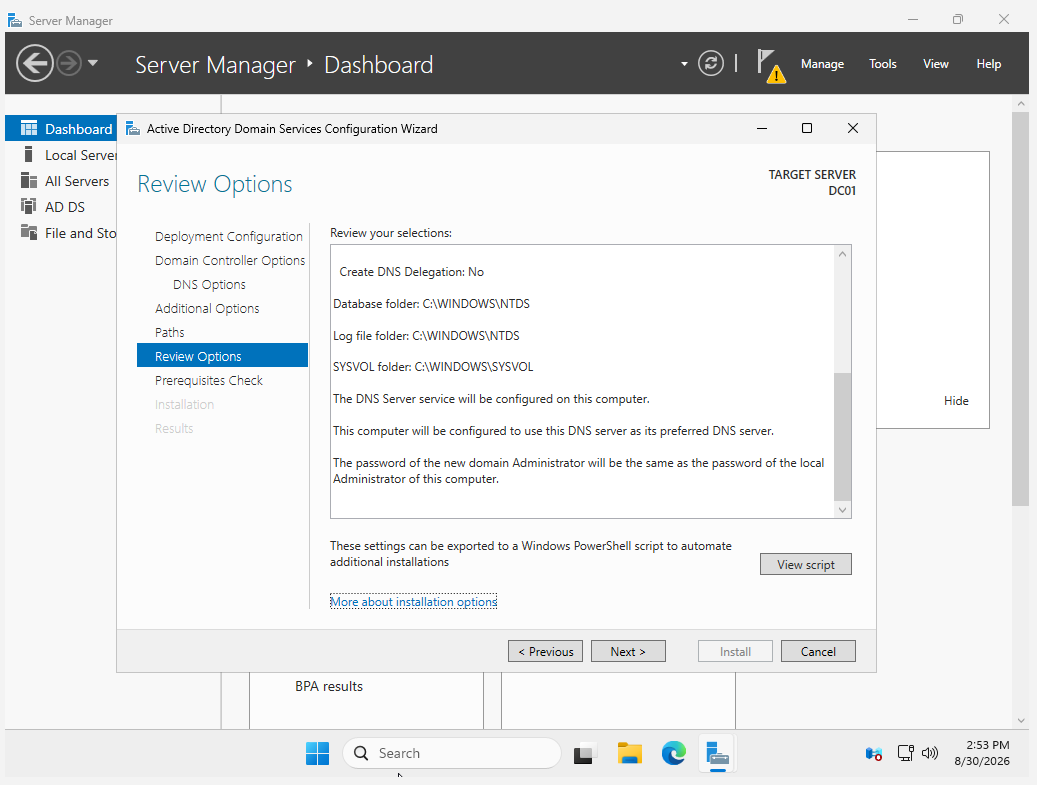 Server Manager
Server Manager ‣ Dashboard
Manage
Tools
View
Help
Dashboard
Local Server
All Servers
AD DS
File and Sto
Active Directory Domain Services Configuration Wizard
Review Options
TARGET SERVER
DC01
Deployment Configuration
Domain Controller Options
DNS Options
Additional Options
Paths
Review Options
Prerequisites Check
Installation
Results
Review your selections:
Create DNS Delegation: No
Database folder: C:\WINDOWS\NTDS
Log file folder: C:\WINDOWS\NTDS
SYSVOL folder: C:\WINDOWS\SYSVOL
The DNS Server service will be configured on this computer.
This computer will be configured to use this DNS server as its preferred DNS server.
The password of the new domain Administrator will be the same as the password of the local
Administrator of this computer.
These settings can be exported to a Windows PowerShell script to automate
additional installations
View script
More about installation options
< Previous
Next >
Install
Cancel
Hide
BPA results
Search
2:53 PM
8/30/2026